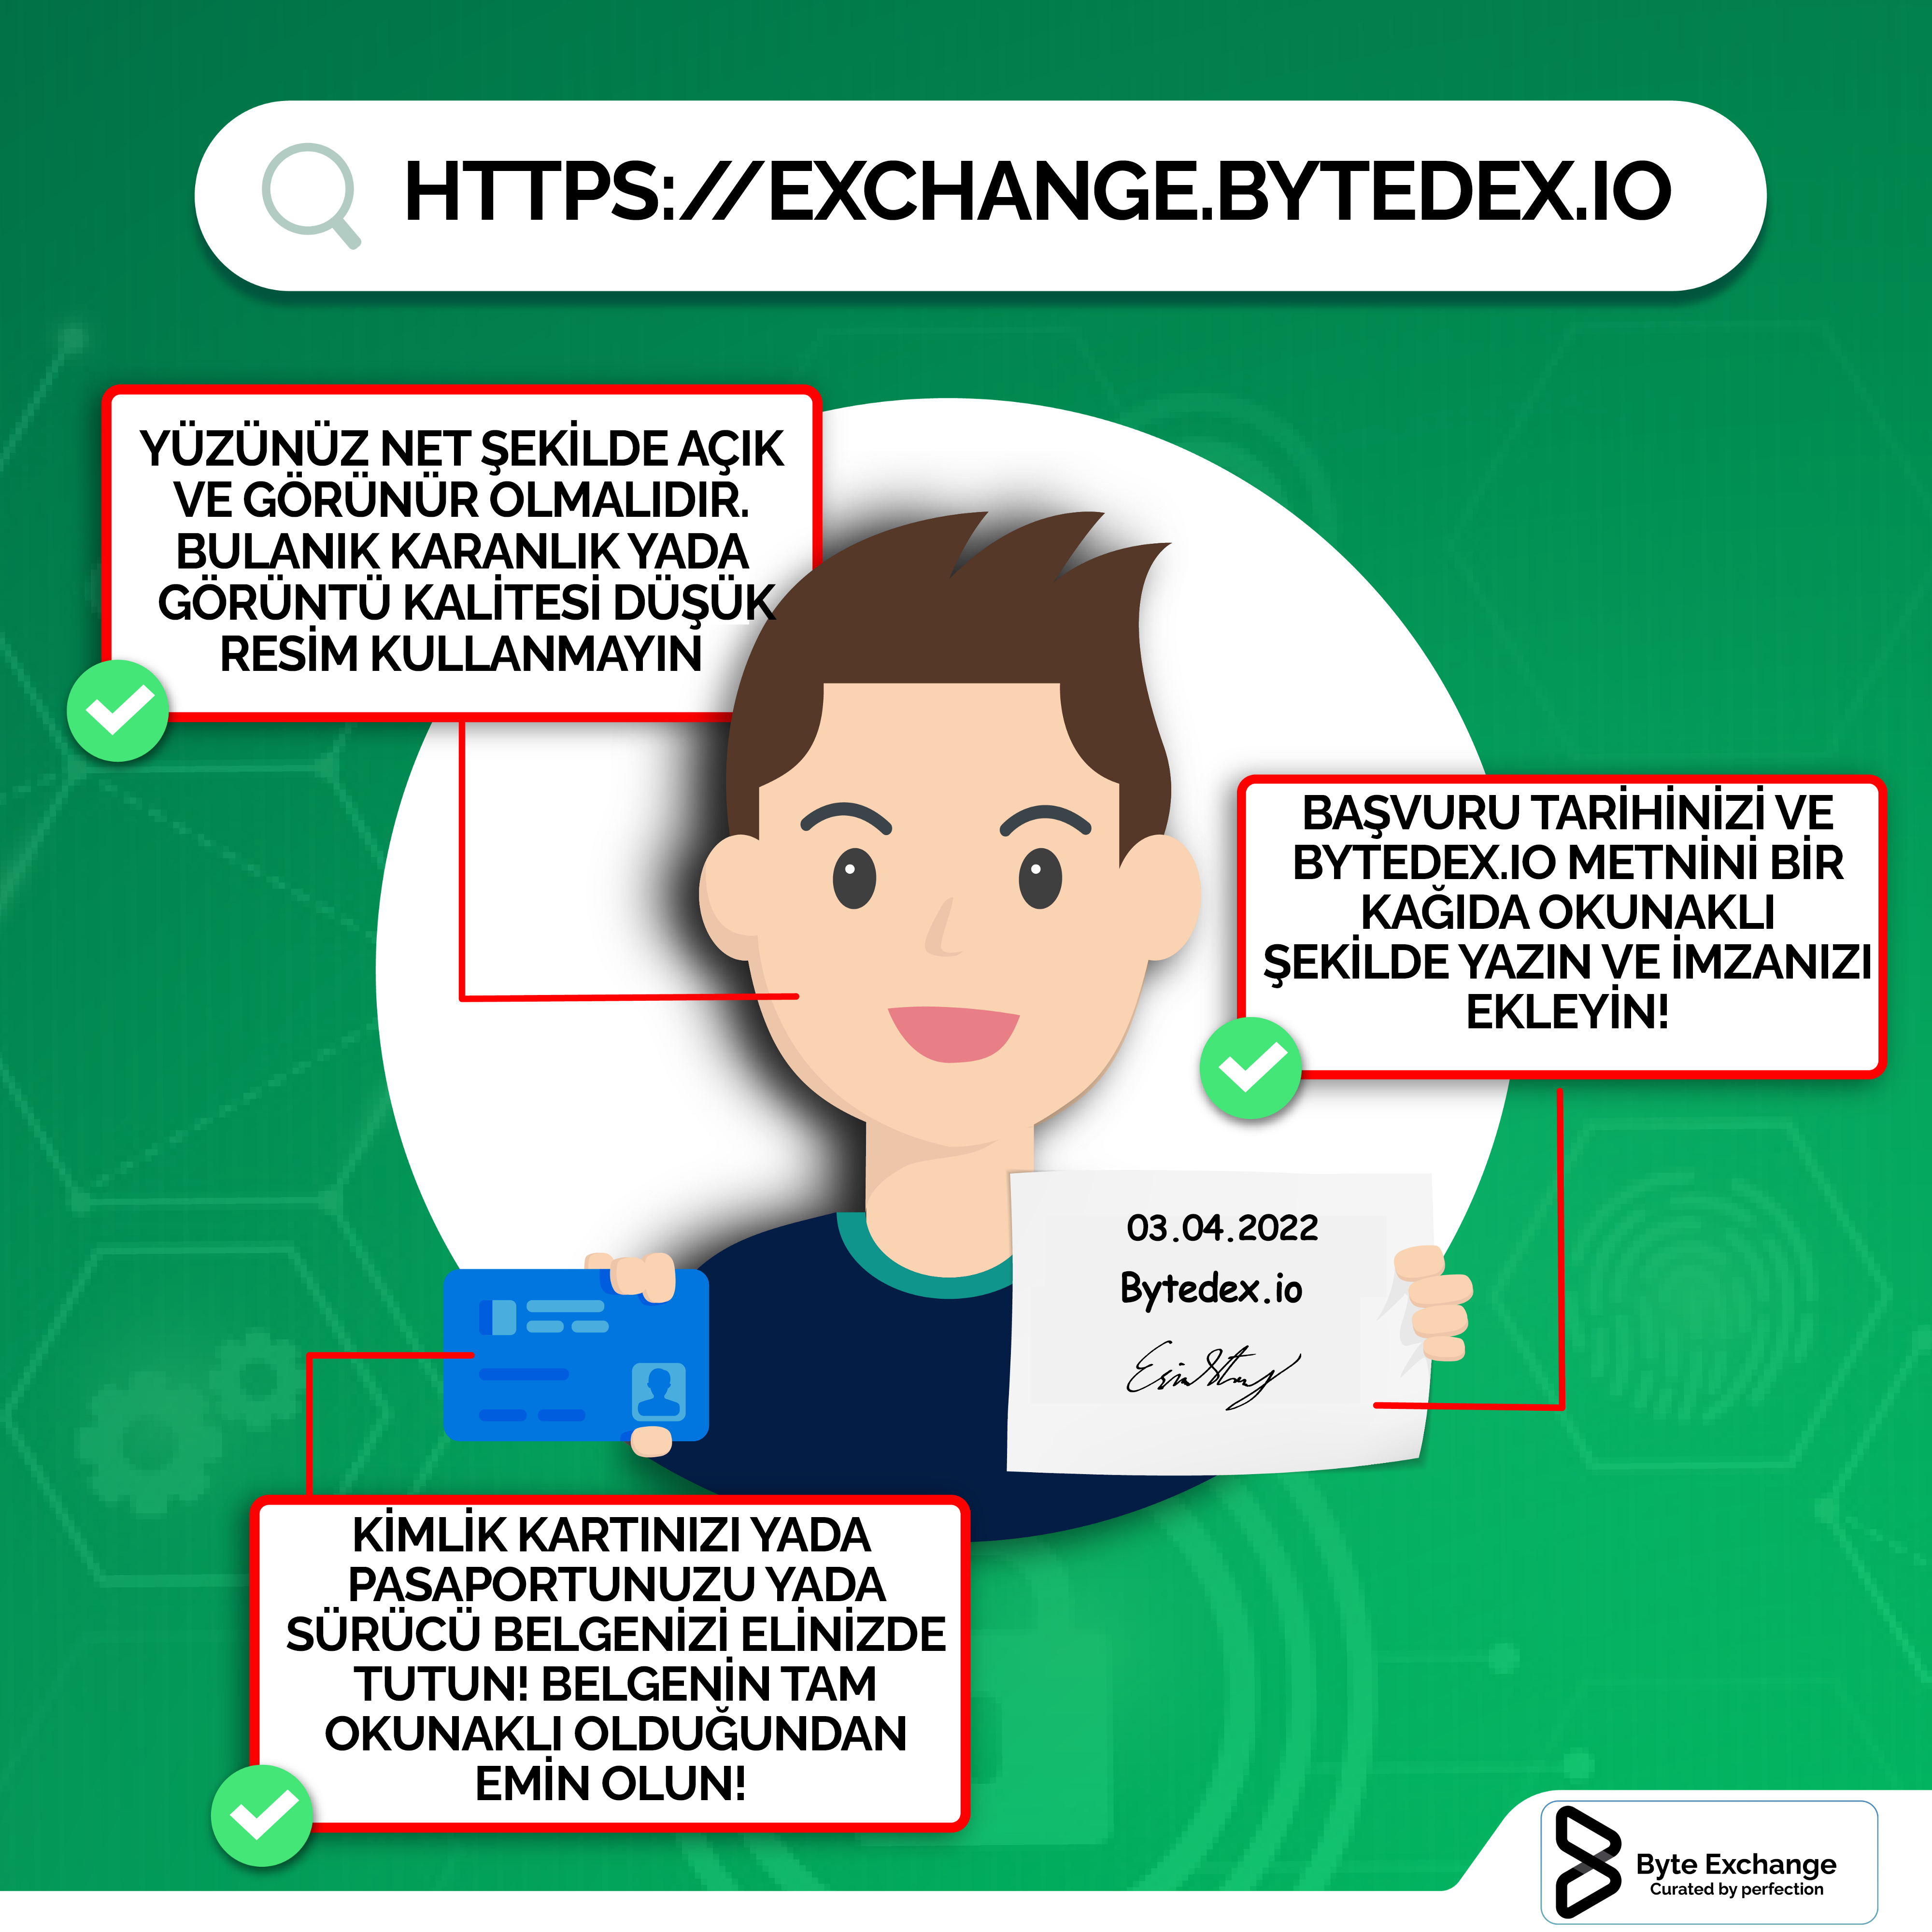 HTTPS://EXCHANGE.BYTEDEX.IO
YÜZÜNÜZ NET ŞEKİLDE AÇIK
VE GÖRÜNÜR OLMALIDIR.
BULANIK KARANLIK YADA
GÖRÜNTÜ KALİTESİ DÜŞÜK
RESİM KULLANMAYIN
BAŞVURU TARİHİNİZİ VE
BYTEDEX.IO METNİNİ BİR
KAĞIDA OKUNAKLI
ŞEKİLDE YAZIN VE İMZANIZI
EKLEYİN!
03.04.2022
Bytedex.io
KİMLİK KARTINIZI YADA
PASAPORTUNUZU YADA
SÜRÜCÜ BELGENİZİ ELİNİZDE
TUTUN! BELGENİN TAM
OKUNAKLI OLDUĞUNDAN
EMİN OLUN!
Byte Exchange
Curated by perfection